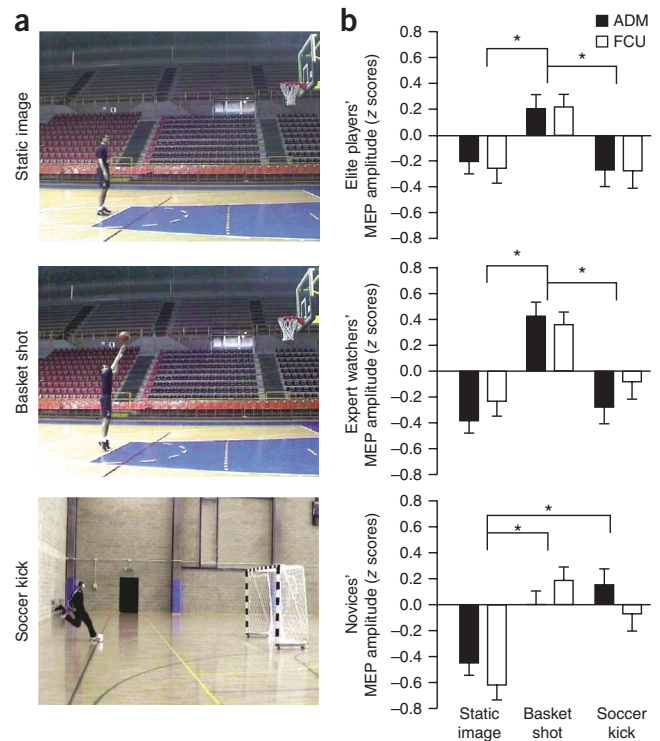 a
Static image
Basket shot
Soccer kick
b
ADM
FCU
Elite players'
MEP amplitude (z scores)
0.8
0.6
0.4
0.2
0.0
−0.2
−0.4
−0.6
−0.8
*
*
Expert watchers'
MEP amplitude (z scores)
0.8
0.6
0.4
0.2
0.0
−0.2
−0.4
−0.6
−0.8
*
*
Novices'
MEP amplitude (z scores)
0.8
0.6
0.4
0.2
0.0
−0.2
−0.4
−0.6
−0.8
*
*
Static
image
Basket
shot
Soccer
kick